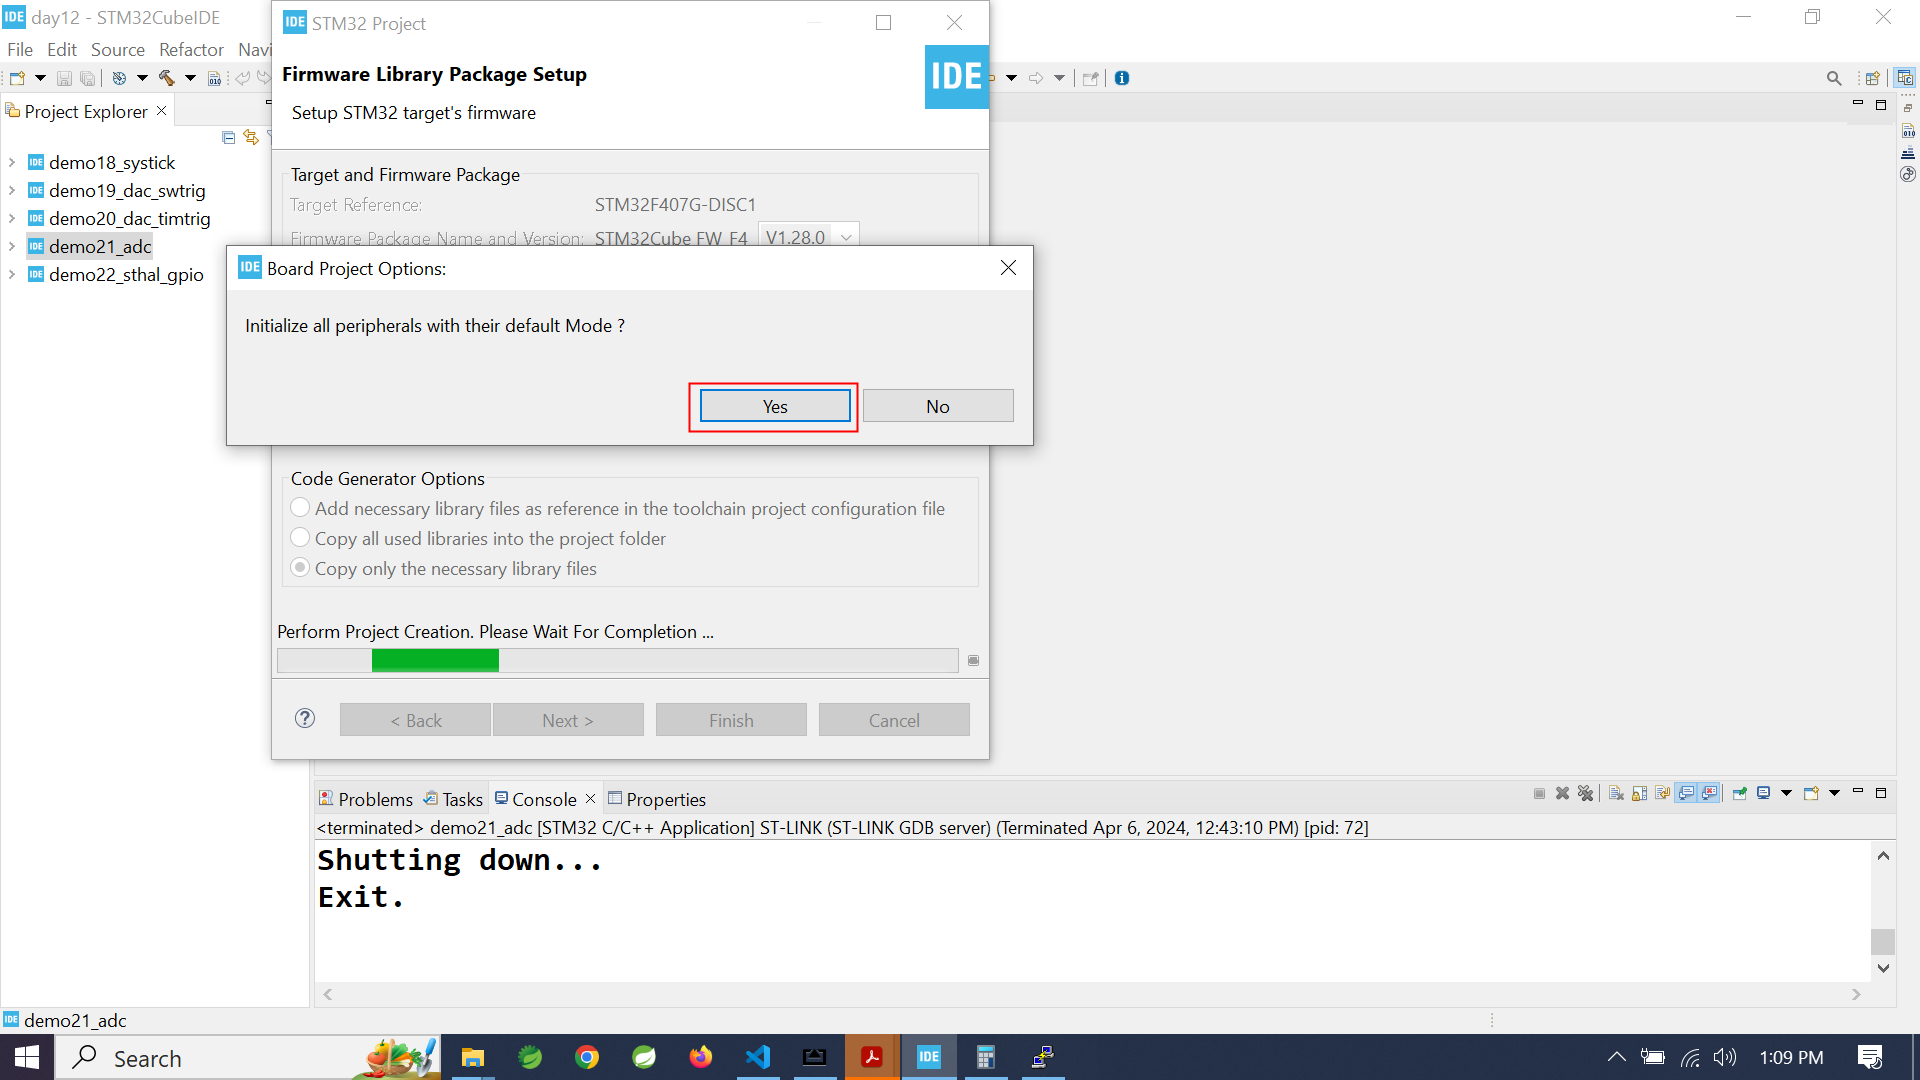 IDE day12 - STM32CubeIDE
File Edit Source Refactor Navi
Project Explorer
IDE demo18_systick
IDE demo19_dac_swtrig
IDE demo20_dac_timtrig
IDE demo21_adc
IDE demo22_sthal_gpio
IDE STM32 Project
Firmware Library Package Setup
IDE
Setup STM32 target's firmware
Target and Firmware Package
Target Reference: STM32F407G-DISC1
Firmware Package Name and Version: STM32Cube FW_F4 V1.28.0
IDE Board Project Options:
Initialize all peripherals with their default Mode ?
Yes No
Code Generator Options
Add necessary library files as reference in the toolchain project configuration file
Copy all used libraries into the project folder
Copy only the necessary library files
Perform Project Creation. Please Wait For Completion ...
? < Back Next > Finish Cancel
Problems Tasks Console Properties
<terminated> demo21_adc [STM32 C/C++ Application] ST-LINK (ST-LINK GDB server) (Terminated Apr 6, 2024, 12:43:10 PM) [pid: 72]
Shutting down...
Exit.
IDE demo21_adc
Search IDE 1:09 PM